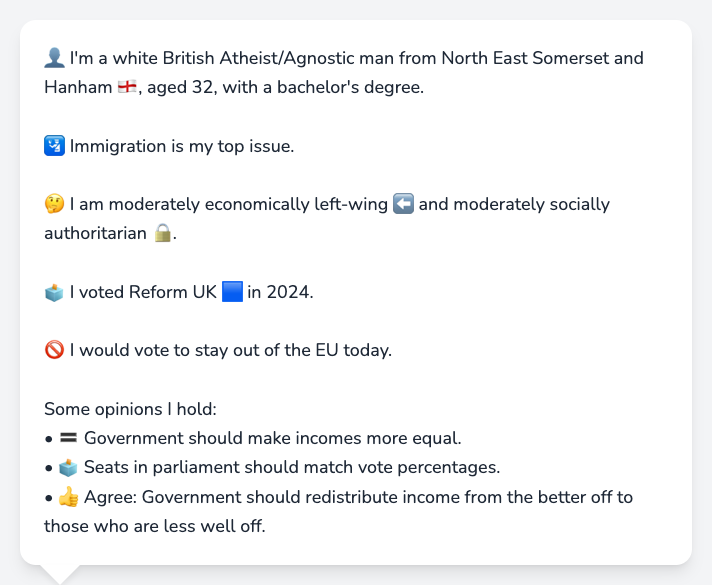 👤 I'm a white British Atheist/Agnostic man from North East Somerset and
Hanham 🏴󠁧󠁢󠁥󠁮󠁧󠁿, aged 32, with a bachelor's degree.
🛂 Immigration is my top issue.
🤔 I am moderately economically left-wing ⬅️ and moderately socially
authoritarian 🔒.
🗳️ I voted Reform UK 🟦 in 2024.
🚫 I would vote to stay out of the EU today.
Some opinions I hold:
• 🟰 Government should make incomes more equal.
• 🗳️ Seats in parliament should match vote percentages.
• 👍 Agree: Government should redistribute income from the better off to
those who are less well off.